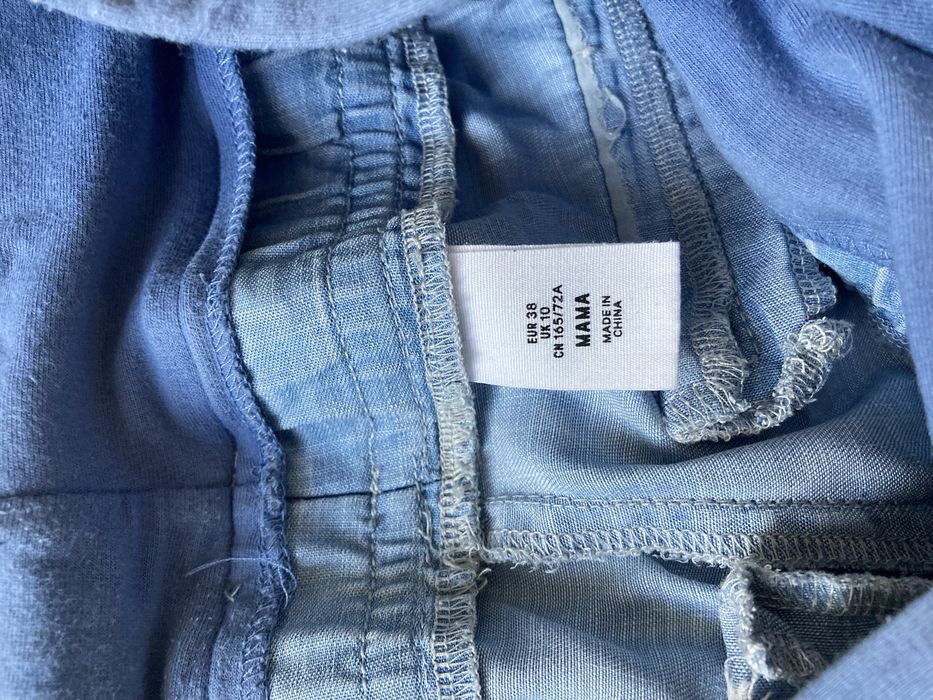 EUR 38
UK 10
CN 165/72A
MAMA
MADE IN
CHINA